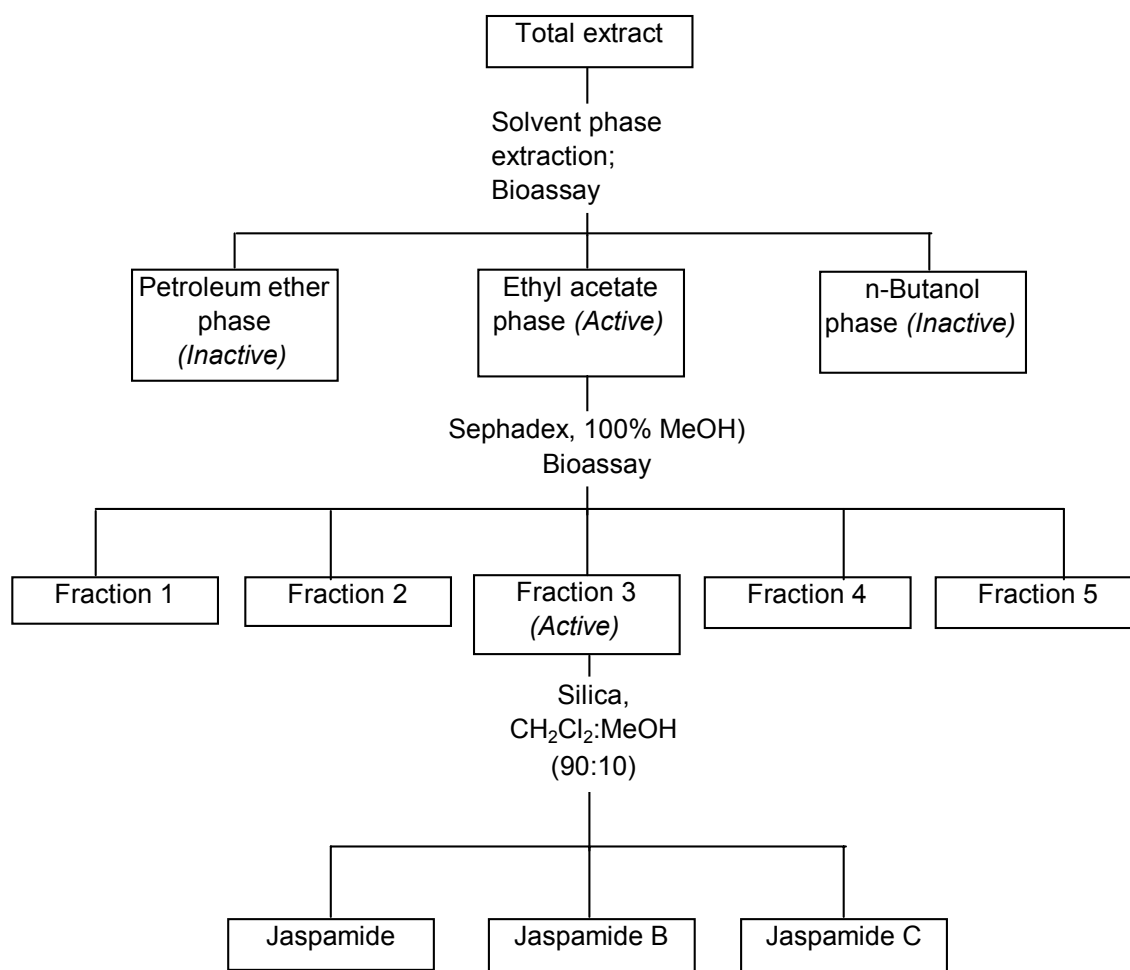 Total extract
Solvent phase
extraction;
Bioassay
Petroleum ether
phase
(Inactive)
Ethyl acetate
phase (Active)
n-Butanol
phase (Inactive)
Sephadex, 100% MeOH)
Bioassay
Fraction 1
Fraction 2
Fraction 3
(Active)
Fraction 4
Fraction 5
Silica,
CH₂Cl₂:MeOH
(90:10)
Jaspamide
Jaspamide B
Jaspamide C